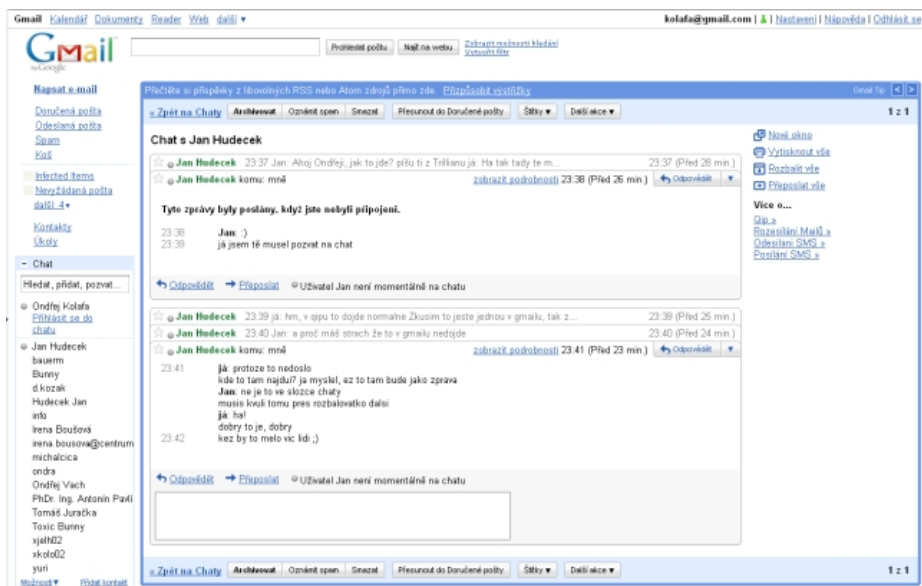 Gmail Kalendář Dokumenty Reader Web další ▼
kolafa@gmail.com | Nastavení | Nápověda | Odhlásit se
Gmail
by Google
Prohledat poštu Najít na webu Zobrazit možnosti hledání
Vytvořit filtr
Napsat e-mail
Doručená pošta
Odeslaná pošta
Spam
Koš
Infected Items
Nevyžádaná pošta
další: 4▼
Kontakty
Úkoly
– Chat
Hledat, přidat, pozvat...
Ondřej Kolafa
Přihlásit se do
chatu
Jan Hudecek
bauerm
Bunny
d.kozak
Hudecek Jan
info
Irena Boušová
irena.bousova@centrum
michalcica
ondra
Ondřej Vach
PhDr. Ing. Antonín Pavlí
Tomáš Juračka
Toxic Bunny
xjelh02
xkolo02
yuri
Možnosti ▼ Přidat kontakt
Přečtěte si příspěvky z libovolných RSS nebo Atom zdrojů přímo zde. Přizpůsobit výstřižky
Gmail Tip < >
« Zpět na Chaty Archivovat Oznámit spam Smazat Přesunout do Doručené pošty Štítky ▼ Další akce ▼ 1 z 1
Chat s Jan Hudecek
Jan Hudecek 23:37 Jan: Ahoj Ondřeji, jak to jde? píšu ti z Trillianu já: Ha tak tady te m... 23:37 (Před 28 min.)
Jan Hudecek komu: mně zobrazit podrobnosti 23:38 (Před 26 min.) Odpovědět ▼
Tyto zprávy byly poslány, když jste nebyli připojeni.
23:38 Jan: :)
23:39 já jsem tě musel pozvat na chat
Odpovědět Přeposlat Uživatel Jan není momentálně na chatu
Jan Hudecek 23:39 já: hm, v qipu to dojde normalne Zkusim to jeste jednou v gmailu, tak z... 23:39 (Před 25 min.)
Jan Hudecek 23:40 Jan: a proč máš strach že to v gmailu nedojde 23:40 (Před 24 min.)
Jan Hudecek komu: mně zobrazit podrobnosti 23:41 (Před 23 min.) Odpovědět ▼
23:41 já: protoze to nedoslo
kde to tam najdui? ja myslel, ez to tam bude jako zprava
Jan: ne je to ve slozce chaty
musis kvuli tomu pres rozbalovatko dalsi
já: ha!
dobry to je, dobry
23:42 kez by to melo vic lidi ;)
Odpovědět Přeposlat Uživatel Jan není momentálně na chatu
« Zpět na Chaty Archivovat Oznámit spam Smazat Přesunout do Doručené pošty Štítky ▼ Další akce ▼ 1 z 1
Nové okno
Vytisknout vše
Rozbalit vše
Přeposlat vše
Více o...
Qip »
Rozesílání Mailů »
Odesilani SMS »
Posílání SMS »